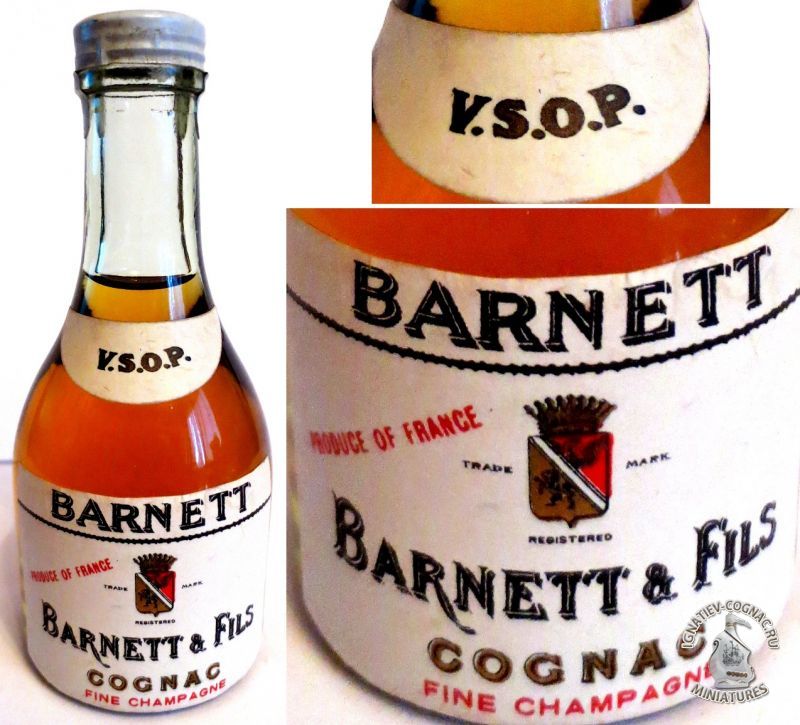 V.S.O.P.
BARNETT
PRODUCE OF FRANCE
TRADE MARK
REGISTERED
BARNETT & FILS
COGNAC
FINE CHAMPAGNE
V.S.O.P.
BARNETT
PRODUCE OF FRANCE
TRADE MARK
REGISTERED
BARNETT & FILS
COGNAC
FINE CHAMPAGNE
IGNATIEV-COGNAC.RU
MINIATURES